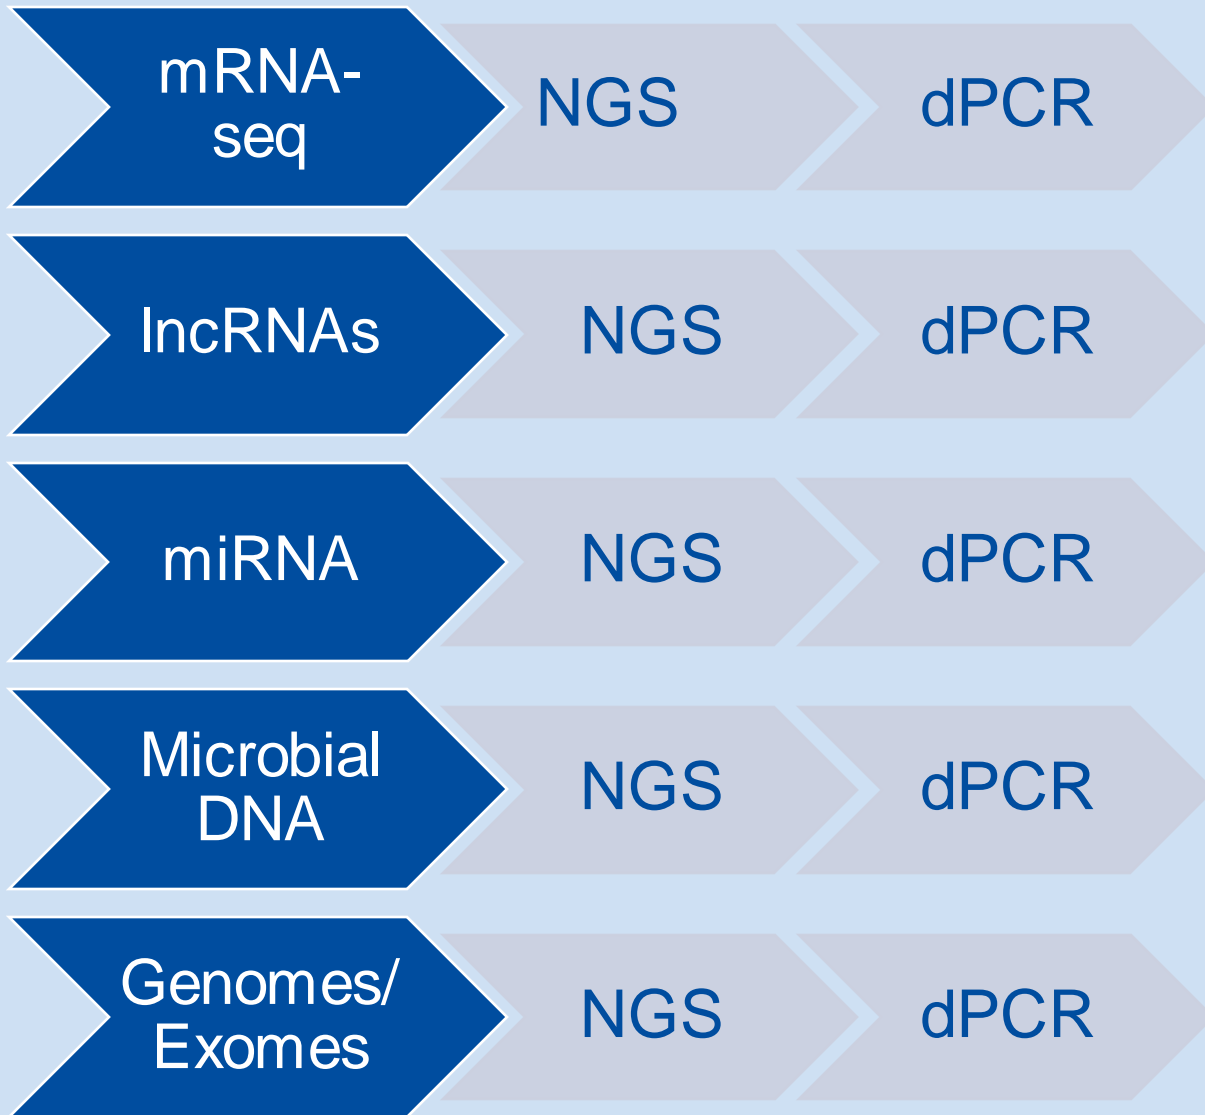 mRNA-
seq
NGS
dPCR
lncRNAs
NGS
dPCR
miRNA
NGS
dPCR
Microbial
DNA
NGS
dPCR
Genomes/
Exomes
NGS
dPCR